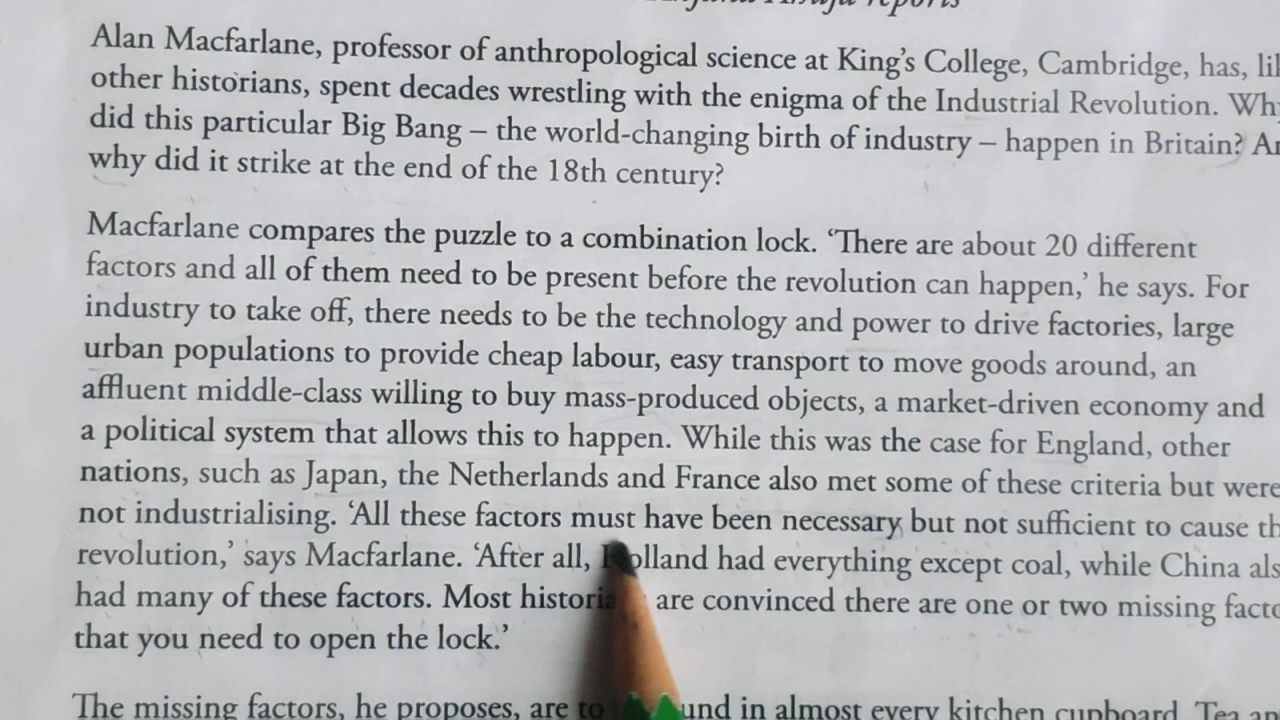 reports
Alan Macfarlane, professor of anthropological science at King's College, Cambridge, has,
other historians, spent decades wrestling with the enigma of the Industrial Revolution.
did this particular Big Bang – the world-changing birth of industry – happen in Britain?
why did it strike at the end of the 18th century?
Macfarlane compares the puzzle to a combination lock. ‘There are about 20 different
factors and all of them need to be present before the revolution can happen,’ he says. For
industry to take off, there needs to be the technology and power to drive factories, large
urban populations to provide cheap labour, easy transport to move goods around, an
affluent middle-class willing to buy mass-produced objects, a market-driven economy and
a political system that allows this to happen. While this was the case for England, other
nations, such as Japan, the Netherlands and France also met some of these criteria but were
not industrialising. ‘All these factors must have been necessary but not sufficient to cause
revolution,’ says Macfarlane. ‘After all, Holland had everything except coal, while China
had many of these factors. Most are convinced there are one or two missing
that you need to open the lock.’
The missing factors, he proposes, are to in almost every kitchen cupboard. Tea